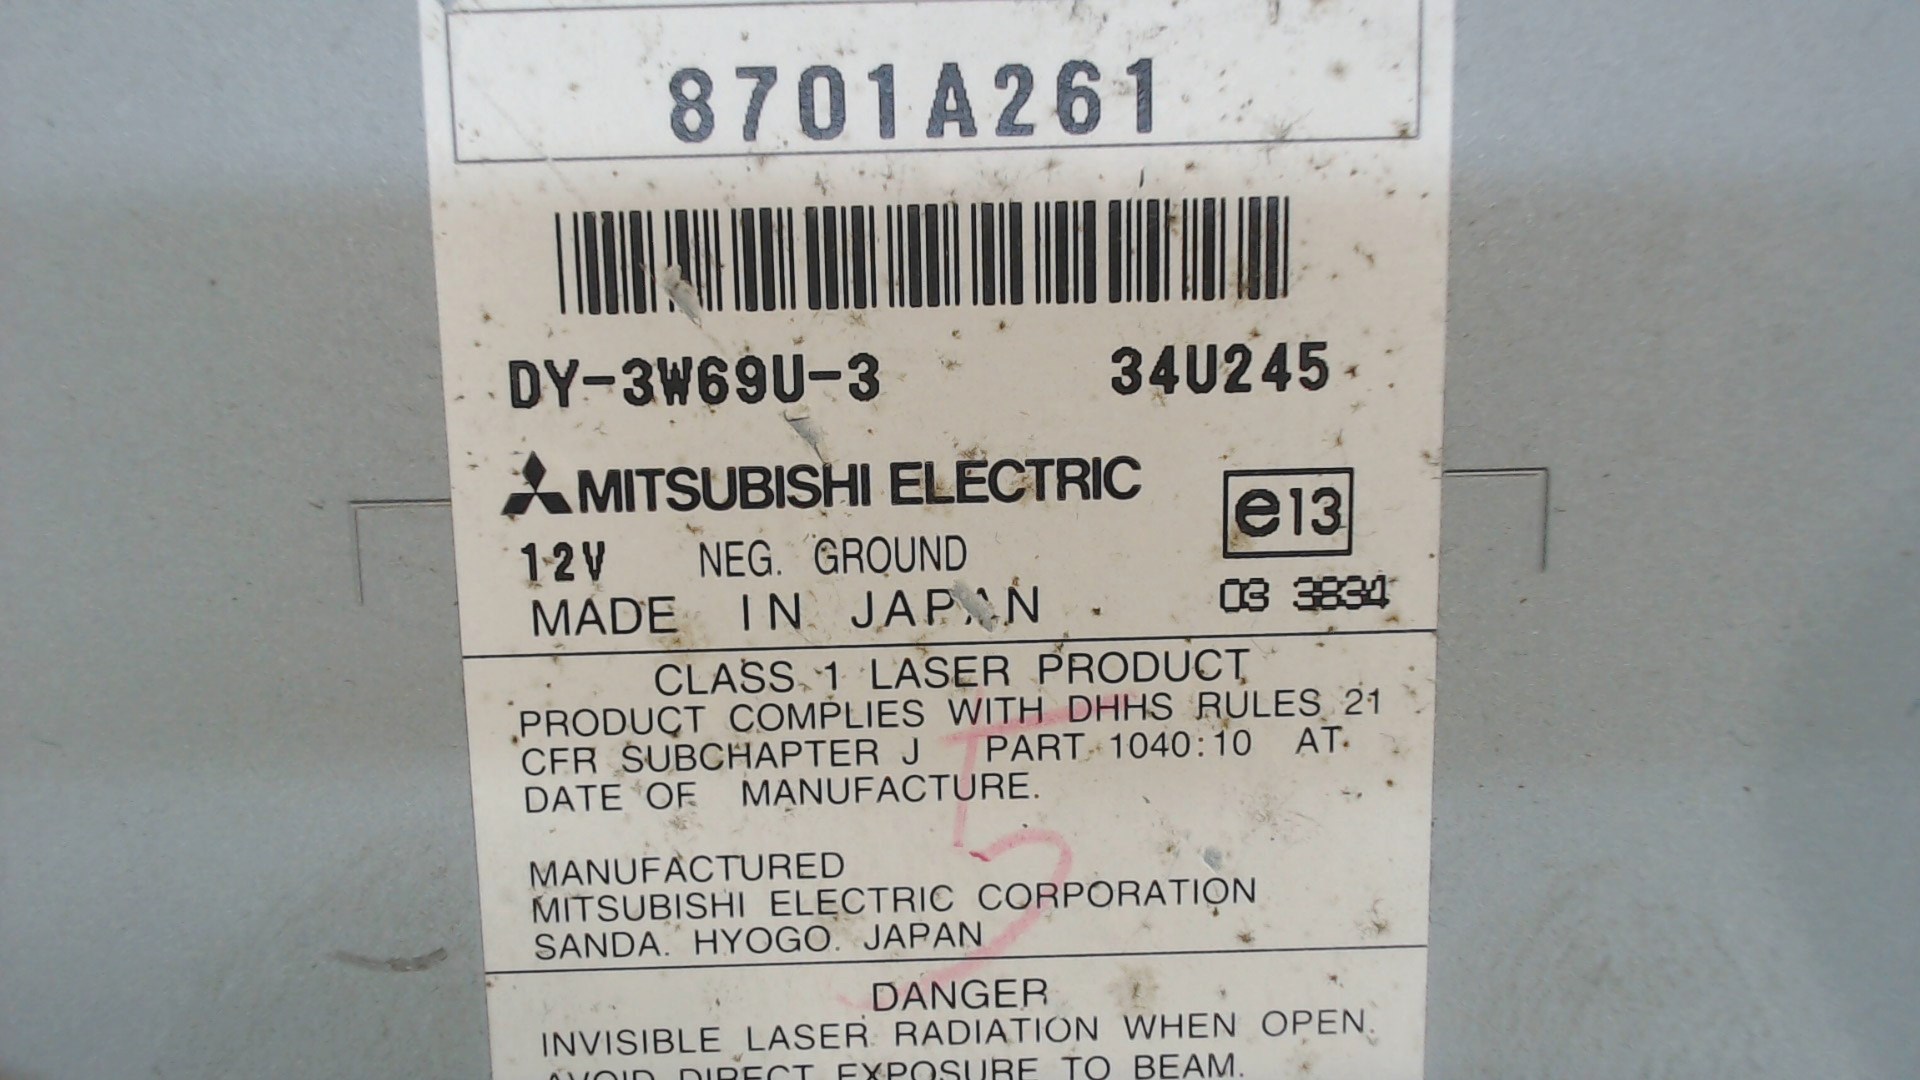 8701A261
DY-3W69U-3 34U245
MITSUBISHI ELECTRIC
e13
12V NEG. GROUND
03 3834
MADE IN JAPAN
CLASS 1 LASER PRODUCT
PRODUCT COMPLIES WITH DHHS RULES 21
CFR SUBCHAPTER J PART 1040:10 AT
DATE OF MANUFACTURE.
MANUFACTURED
MITSUBISHI ELECTRIC CORPORATION
SANDA. HYOGO. JAPAN
5
DANGER
INVISIBLE LASER RADIATION WHEN OPEN.
AVOID DIRECT EXPOSURE TO BEAM.